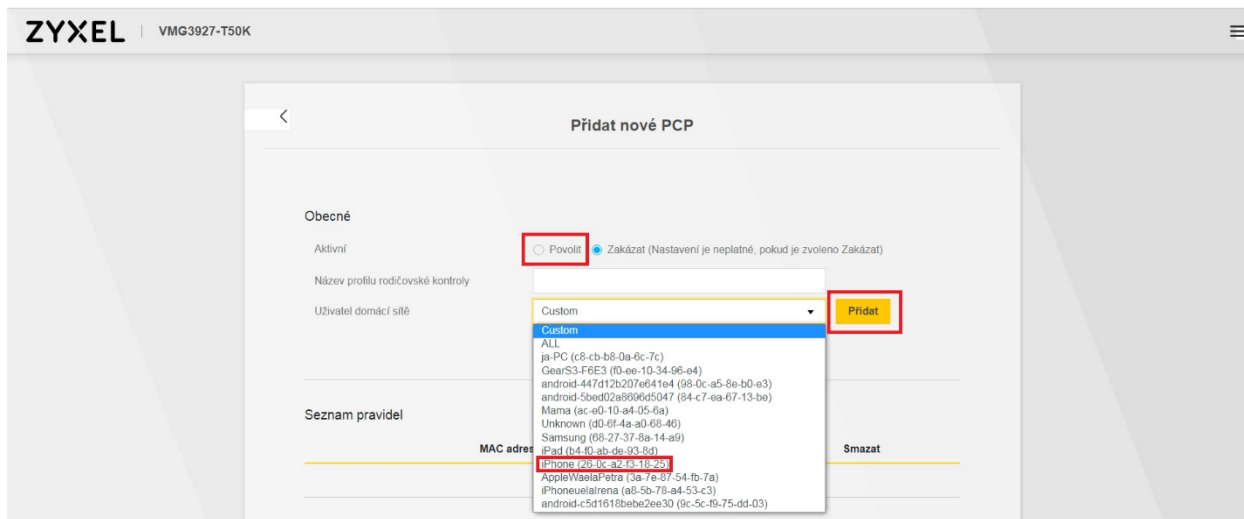 ZYXEL | VMG3927-T50K
Přidat nové PCP
Obecné
Aktivní Povolit Zakázat (Nastavení je neplatné, pokud je zvoleno Zakázat)
Název profilu rodičovské kontroly
Uživatel domácí sítě Custom Přidat
Custom
ALL
ja-PC (c8-cb-b8-0a-6c-7c)
GearS3-F6E3 (f0-ee-10-34-96-e4)
android-447d12b207e641e4 (98-0c-a5-8e-b0-e3)
android-5bed02a8696d5047 (84-c7-ea-67-13-be)
Mama (ac-e0-10-a4-05-6a)
Seznam pravidel
Unknown (d0-6f-4a-a0-68-46)
Samsung (68-27-37-8a-14-a9)
MAC adres iPad (b4-f0-ab-de-93-8d) Smazat
iPhone (26-0c-a2-f3-18-25)
AppleWaelaPetra (3a-7e-87-54-fb-7a)
iPhoneuelaIrena (a8-5b-78-a4-53-c3)
android-c5d1618bebe2ee30 (9c-5c-f9-75-dd-03)